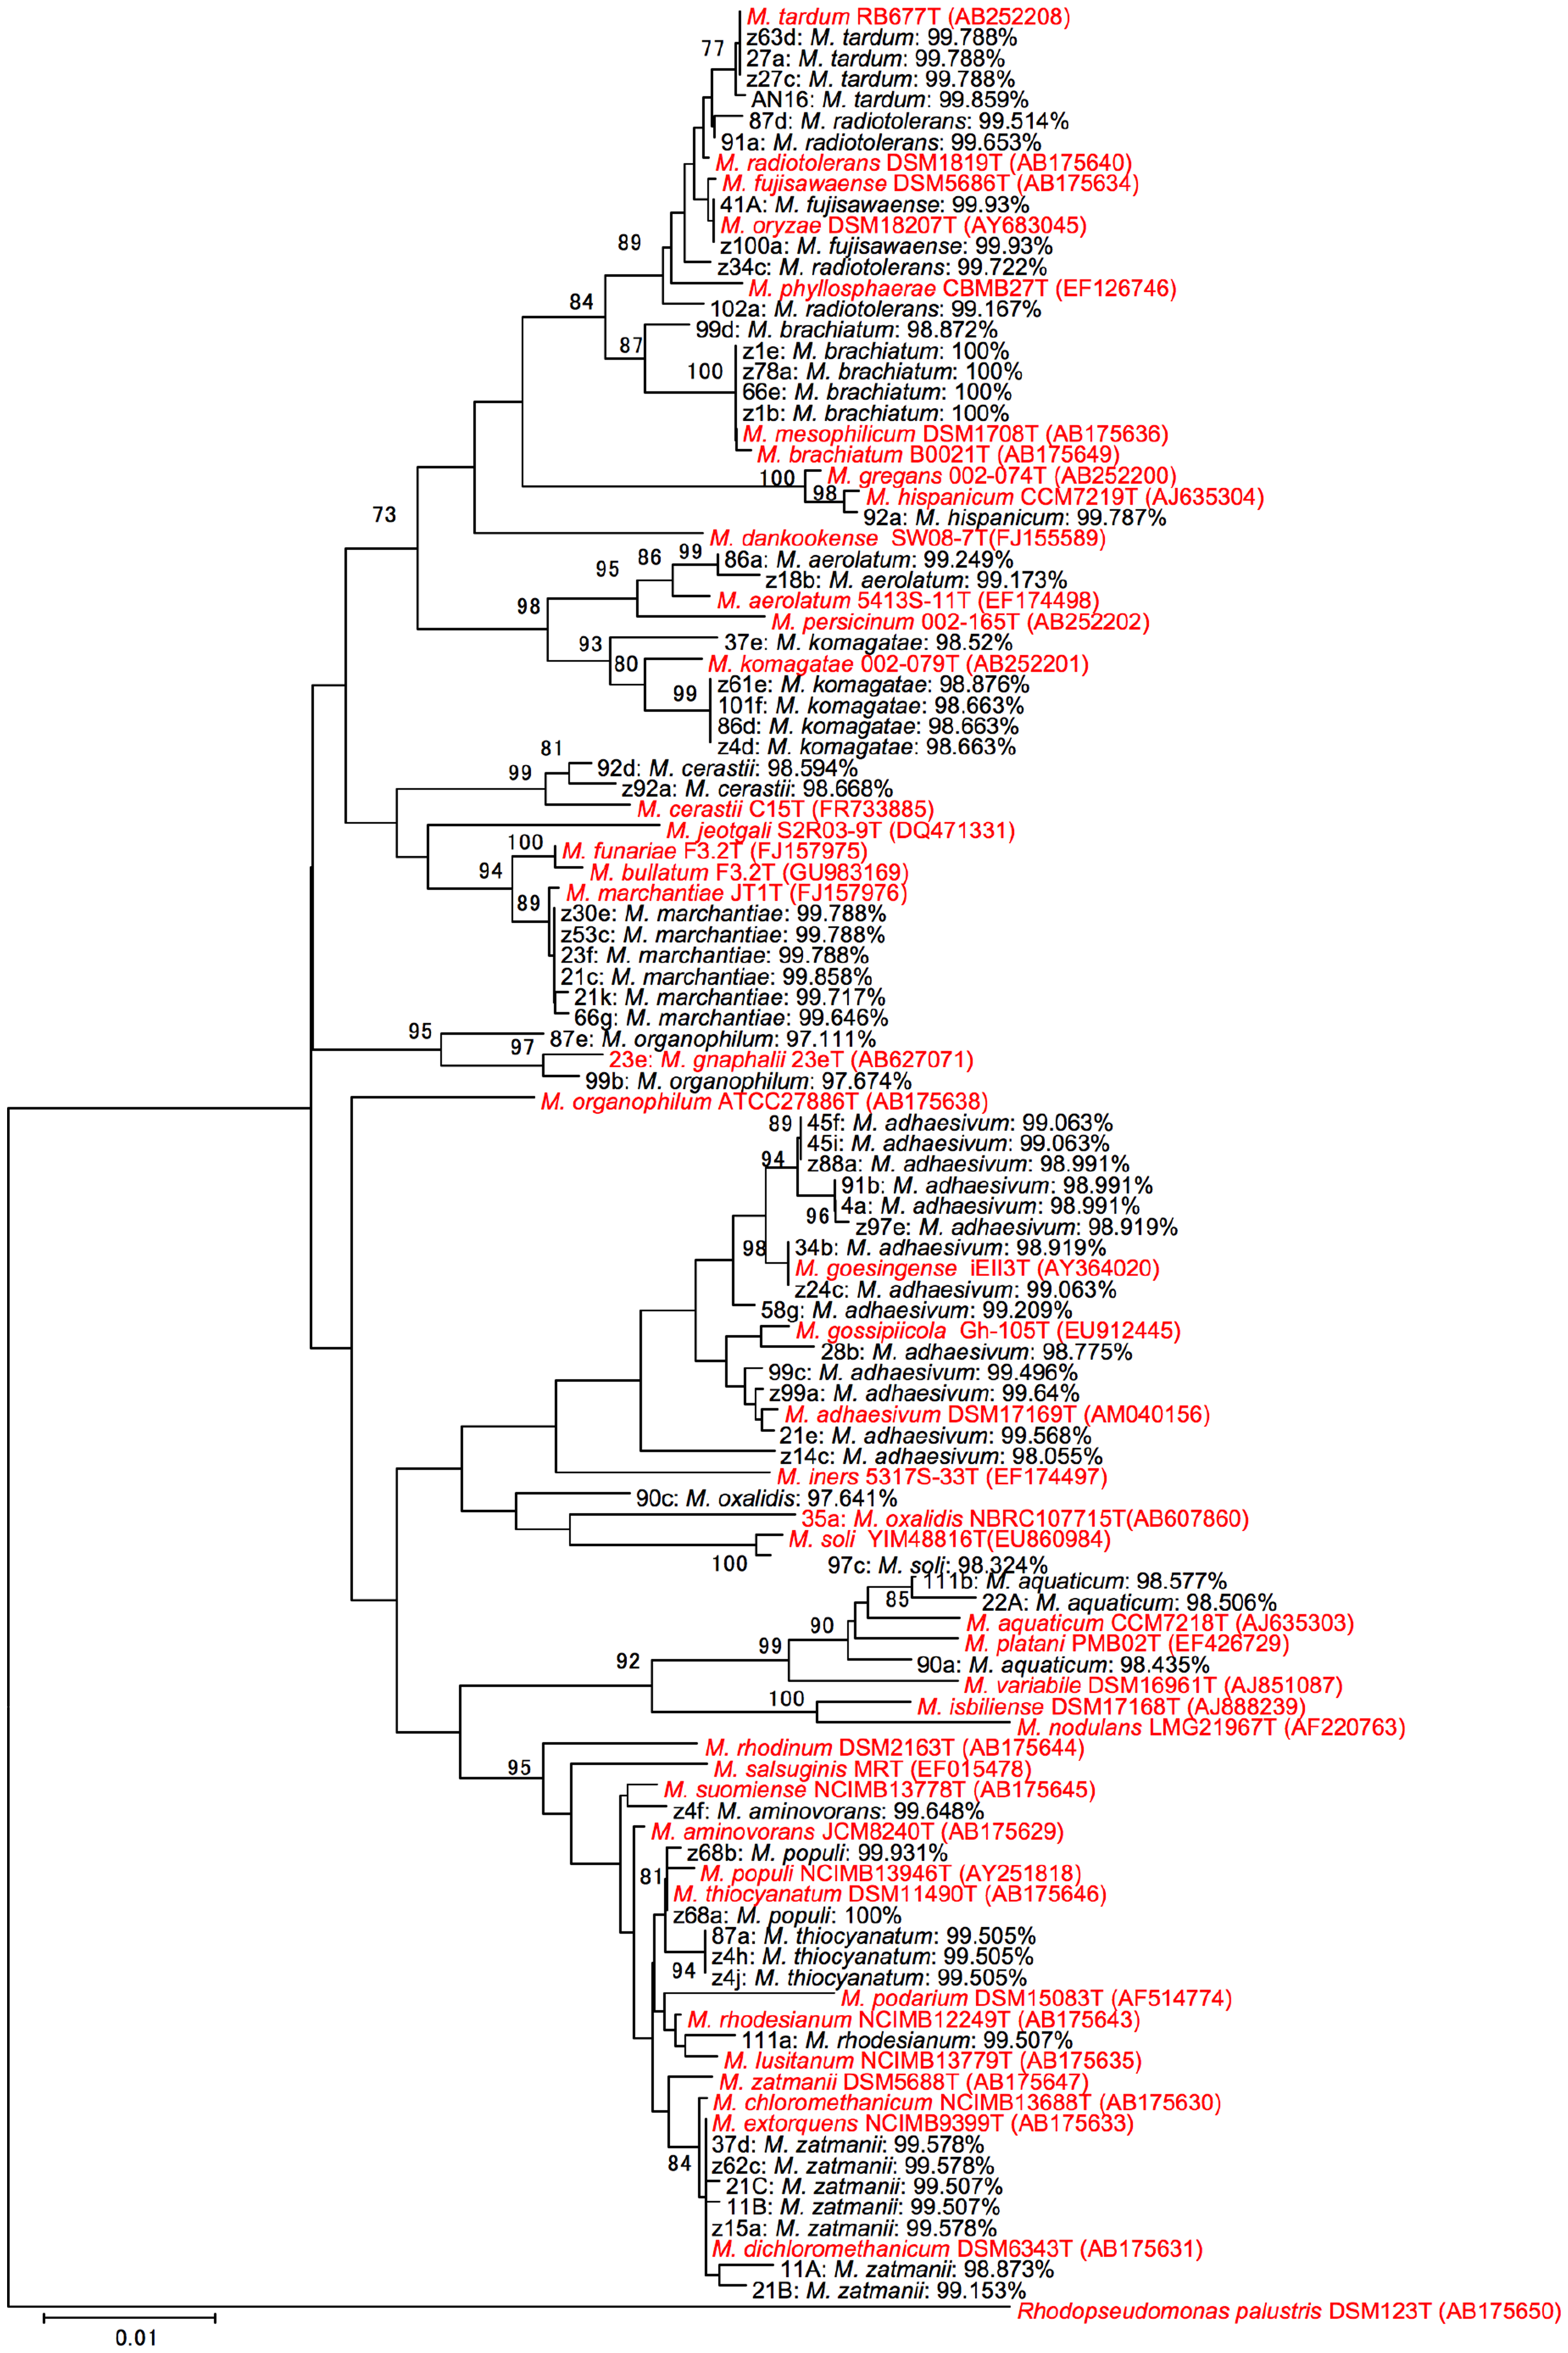 M. tardum RB677T (AB252208)
z63d: M. tardum: 99.788%
77
27a: M. tardum: 99.788%
z27c: M. tardum: 99.788%
AN16: M. tardum: 99.859%
87d: M. radiotolerans: 99.514%
91a: M. radiotolerans: 99.653%
M. radiotolerans DSM1819T (AB175640)
M. fujisawaense DSM5686T (AB175634)
41A: M. fujisawaense: 99.93%
M. oryzae DSM18207T (AY683045)
89
z100a: M. fujisawaense: 99.93%
z34c: M. radiotolerans: 99.722%
M. phyllosphaerae CBMB27T (EF126746)
84
102a: M. radiotolerans: 99.167%
99d: M. brachiatum: 98.872%
87
z1e: M. brachiatum: 100%
100
z78a: M. brachiatum: 100%
66e: M. brachiatum: 100%
z1b: M. brachiatum: 100%
M. mesophilicum DSM1708T (AB175636)
M. brachiatum B0021T (AB175649)
100
M. gregans 002-074T (AB252200)
98
M. hispanicum CCM7219T (AJ635304)
73
92a: M. hispanicum: 99.787%
M. dankookense SW08-7T(FJ155589)
86
99
86a: M. aerolatum: 99.249%
95
z18b: M. aerolatum: 99.173%
98
M. aerolatum 5413S-11T (EF174498)
M. persicinum 002-165T (AB252202)
93
37e: M. komagatae: 98.52%
80
M. komagatae 002-079T (AB252201)
99
z61e: M. komagatae: 98.876%
101f: M. komagatae: 98.663%
86d: M. komagatae: 98.663%
81
z4d: M. komagatae: 98.663%
99
92d: M. cerastii: 98.594%
z92a: M. cerastii: 98.668%
M. cerastii C15T (FR733885)
M. jeotgali S2R03-9T (DQ471331)
100
M. funariae F3.2T (FJ157975)
94
M. bullatum F3.2T (GU983169)
M. marchantiae JT1T (FJ157976)
89
z30e: M. marchantiae: 99.788%
z53c: M. marchantiae: 99.788%
23f: M. marchantiae: 99.788%
21c: M. marchantiae: 99.858%
21k: M. marchantiae: 99.717%
66g: M. marchantiae: 99.646%
95
87e: M. organophilum: 97.111%
97
23e: M. gnaphalii 23eT (AB627071)
99b: M. organophilum: 97.674%
M. organophilum ATCC27886T (AB175638)
89
45f: M. adhaesivum: 99.063%
45i: M. adhaesivum: 99.063%
94
z88a: M. adhaesivum: 98.991%
91b: M. adhaesivum: 98.991%
4a: M. adhaesivum: 98.991%
96
z97e: M. adhaesivum: 98.919%
98
34b: M. adhaesivum: 98.919%
M. goesingense iEII3T (AY364020)
z24c: M. adhaesivum: 99.063%
58g: M. adhaesivum: 99.209%
M. gossipiicola Gh-105T (EU912445)
28b: M. adhaesivum: 98.775%
99c: M. adhaesivum: 99.496%
z99a: M. adhaesivum: 99.64%
M. adhaesivum DSM17169T (AM040156)
21e: M. adhaesivum: 99.568%
z14c: M. adhaesivum: 98.055%
M. iners 5317S-33T (EF174497)
90c: M. oxalidis: 97.641%
35a: M. oxalidis NBRC107715T(AB607860)
M. soli YIM48816T(EU860984)
100
97c: M. soli: 98.324%
111b: M. aquaticum: 98.577%
85
22A: M. aquaticum: 98.506%
90
M. aquaticum CCM7218T (AJ635303)
99
M. platani PMB02T (EF426729)
92
90a: M. aquaticum: 98.435%
M. variabile DSM16961T (AJ851087)
100
M. isbiliense DSM17168T (AJ888239)
M. nodulans LMG21967T (AF220763)
M. rhodinum DSM2163T (AB175644)
95
M. salsuginis MRT (EF015478)
M. suomiense NCIMB13778T (AB175645)
z4f: M. aminovorans: 99.648%
M. aminovorans JCM8240T (AB175629)
z68b: M. populi: 99.931%
81
M. populi NCIMB13946T (AY251818)
M. thiocyanatum DSM11490T (AB175646)
z68a: M. populi: 100%
87a: M. thiocyanatum: 99.505%
z4h: M. thiocyanatum: 99.505%
94
z4j: M. thiocyanatum: 99.505%
M. podarium DSM15083T (AF514774)
M. rhodesianum NCIMB12249T (AB175643)
111a: M. rhodesianum: 99.507%
M. lusitanum NCIMB13779T (AB175635)
M. zatmanii DSM5688T (AB175647)
M. chloromethanicum NCIMB13688T (AB175630)
M. extorquens NCIMB9399T (AB175633)
37d: M. zatmanii: 99.578%
84
z62c: M. zatmanii: 99.578%
21C: M. zatmanii: 99.507%
11B: M. zatmanii: 99.507%
z15a: M. zatmanii: 99.578%
M. dichloromethanicum DSM6343T (AB175631)
11A: M. zatmanii: 98.873%
21B: M. zatmanii: 99.153%
Rhodopseudomonas palustris DSM123T (AB175650)
0.01